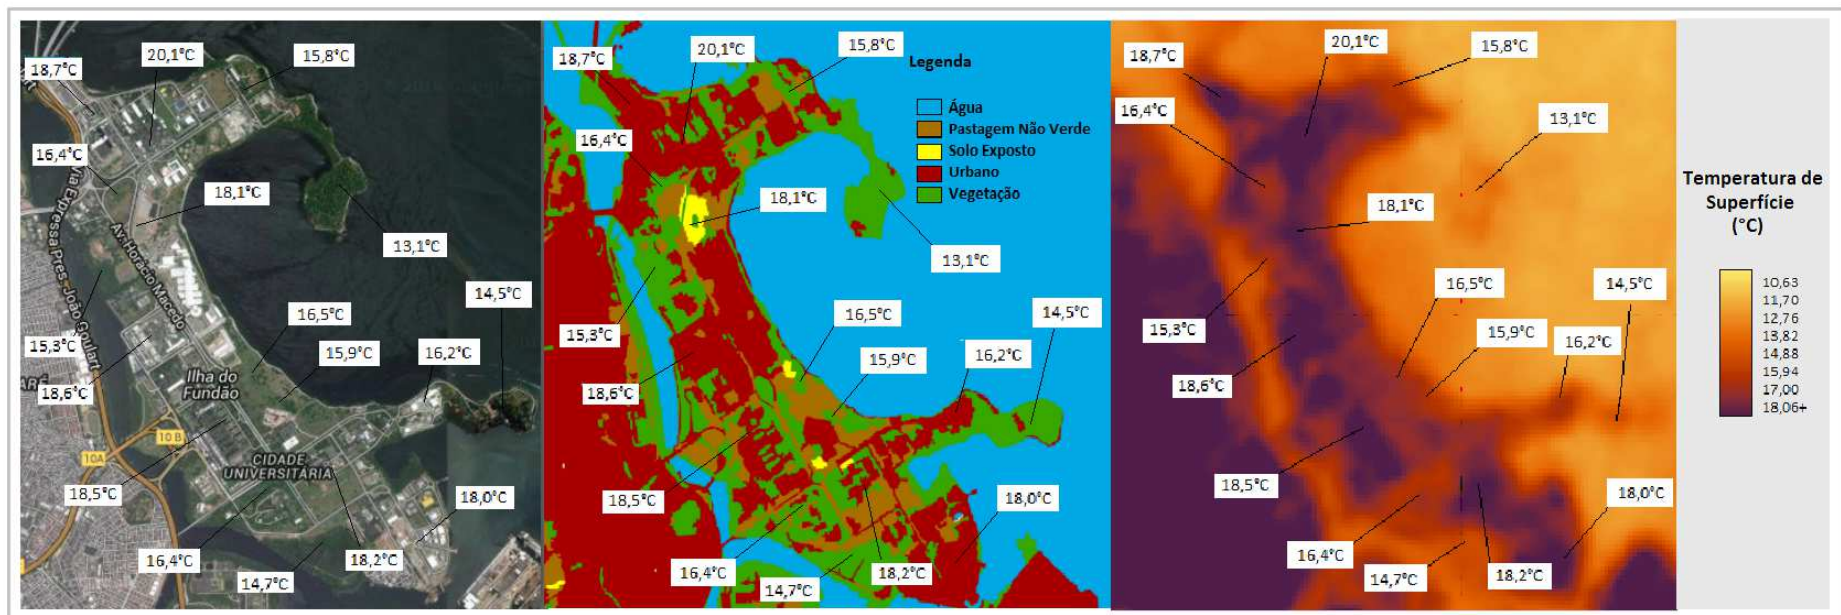 20,1°C
15,8°C
18,7°C
16,4°C
Via Expressa Pres. João Goulart
18,1°C
Av. Horácio Macedo
13,1°C
14,5°C
16,5°C
15,3°C
15,9°C
16,2°C
Ilha do
Fundão
18,6°C
10 B
10A
CIDADE
UNIVERSITÁRIA
18,5°C
18,0°C
16,4°C
18,2°C
14,7°C
20,1°C
15,8°C
18,7°C
Legenda
Água
Pastagem Não Verde
Solo Exposto
Urbano
Vegetação
16,4°C
18,1°C
13,1°C
14,5°C
16,5°C
15,3°C
15,9°C
16,2°C
18,6°C
18,5°C
18,0°C
16,4°C
14,7°C
18,2°C
20,1°C
15,8°C
18,7°C
16,4°C
13,1°C
18,1°C
16,5°C
14,5°C
15,3°C
15,9°C
16,2°C
18,6°C
18,5°C
18,0°C
16,4°C
14,7°C
18,2°C
Temperatura de
Superfície
(°C)
10,63
11,70
12,76
13,82
14,88
15,94
17,00
18,06+